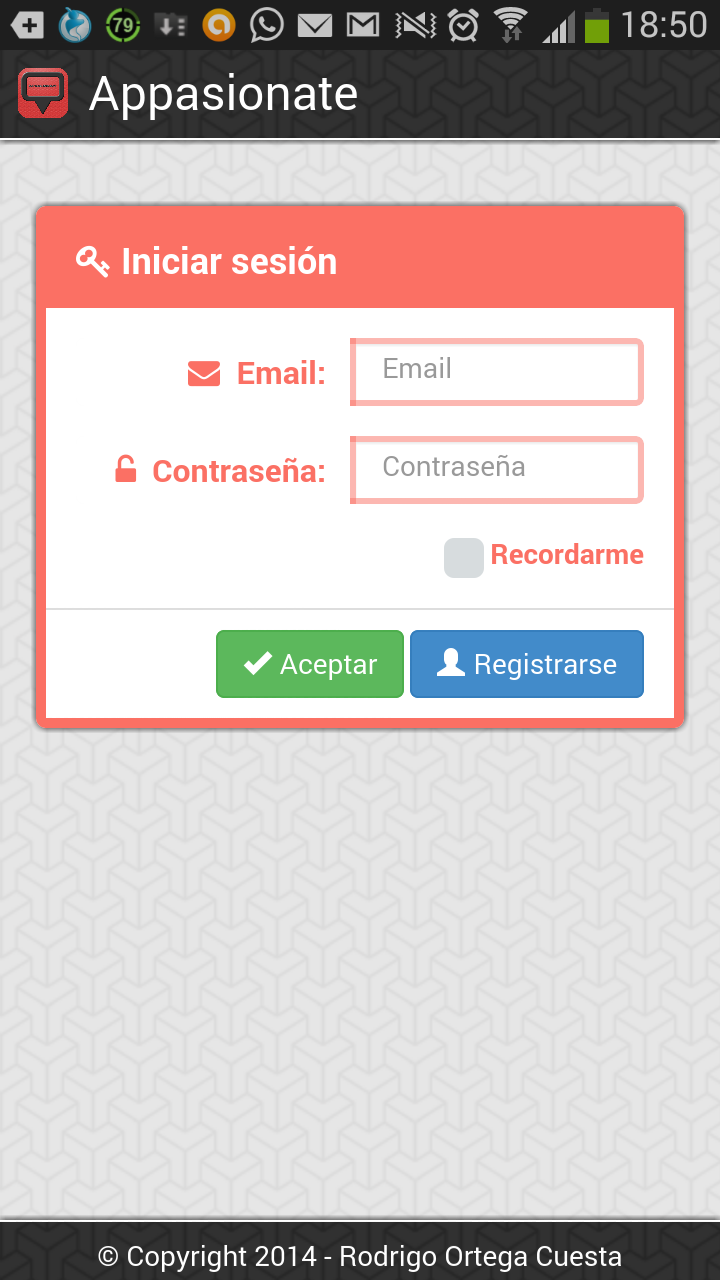 79 18:50
Appasionate
Iniciar sesión
Email: Email
Contraseña: Contraseña
Recordarme
Aceptar Registrarse
© Copyright 2014 - Rodrigo Ortega Cuesta